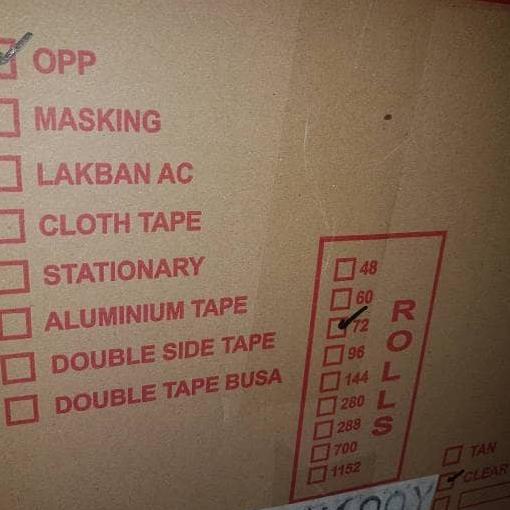 OPP
MASKING
LAKBAN AC
CLOTH TAPE
STATIONARY
ALUMINIUM TAPE
DOUBLE SIDE TAPE
DOUBLE TAPE BUSA
48
60
72
96
144
280
288
700
1152
ROLLS
TAN
CLEAR